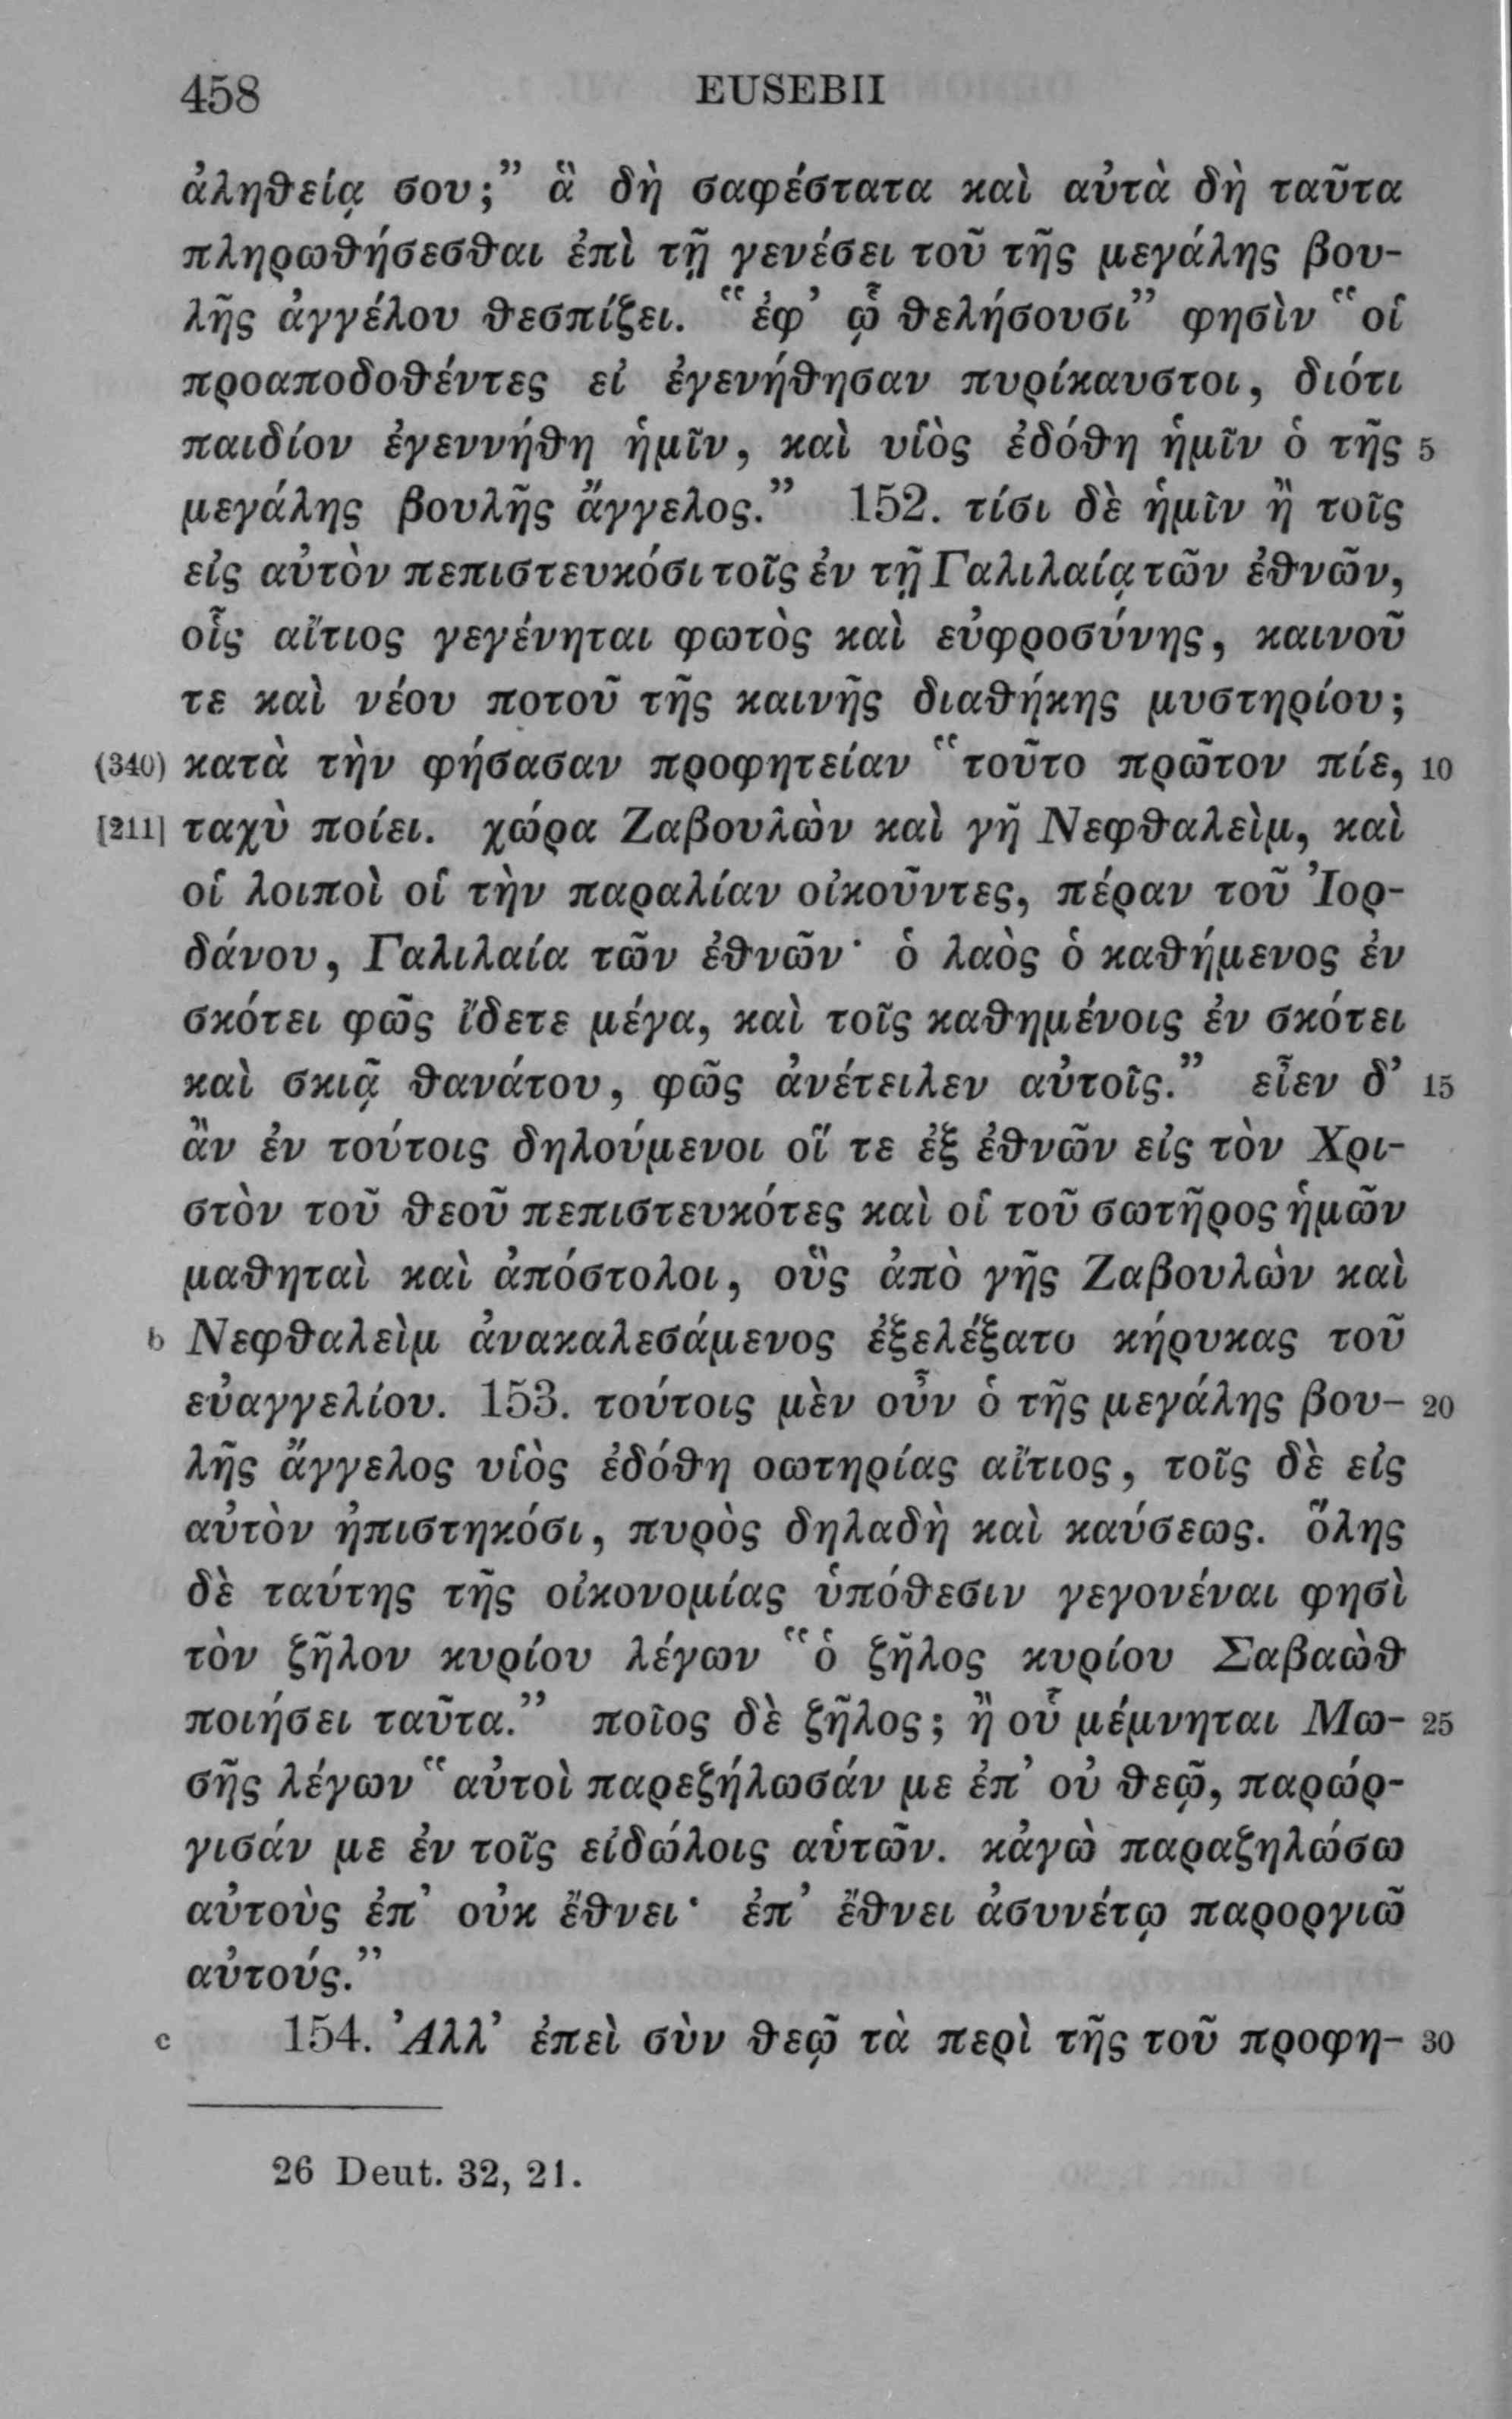 458 EUSEBII
ἀληθείᾳ σου;” ἃ δὴ σαφέστατα καὶ αὐτὰ δὴ ταῦτα
πληρωθήσεσθαι ἐπὶ τῇ γενέσει τοῦ τῆς μεγάλης βου-
λῆς ἀγγέλου θεσπίζει. “ἐφ’ ᾧ θελήσουσι” φησὶν “οἱ
προαποδοθέντες εἰ ἐγενήθησαν πυρίκαυστοι, διότι
παιδίον ἐγεννήθη ἡμῖν, καὶ υἱὸς ἐδόθη ἡμῖν ὁ τῆς 5
μεγάλης βουλῆς ἄγγελος.” 152. τίσι δὲ ἡμῖν ἢ τοῖς
εἰς αὐτὸν πεπιστευκόσι τοῖς ἐν τῇ Γαλιλαίᾳ τῶν ἐθνῶν,
οἷς αἴτιος γεγένηται φωτὸς καὶ εὐφροσύνης, καινοῦ
τε καὶ νέου ποτοῦ τῆς καινῆς διαθήκης μυστηρίου;
(340) κατὰ τὴν φήσασαν προφητείαν “τοῦτο πρῶτον πίε, 10
[211] ταχὺ ποίει. χώρα Ζαβουλὼν καὶ γῆ Νεφθαλεὶμ, καὶ
οἱ λοιποὶ οἱ τὴν παραλίαν οἰκοῦντες, πέραν τοῦ Ἰορ-
δάνου, Γαλιλαία τῶν ἐθνῶν· ὁ λαὸς ὁ καθήμενος ἐν
σκότει φῶς ἴδετε μέγα, καὶ τοῖς καθημένοις ἐν σκότει
καὶ σκιᾷ θανάτου, φῶς ἀνέτειλεν αὐτοῖς.” εἶεν δ’ 15
ἂν ἐν τούτοις δηλούμενοι οἵ τε ἐξ ἐθνῶν εἰς τὸν Χρι-
στὸν τοῦ θεοῦ πεπιστευκότες καὶ οἱ τοῦ σωτῆρος ἡμῶν
μαθηταὶ καὶ ἀπόστολοι, οὓς ἀπὸ γῆς Ζαβουλὼν καὶ
b Νεφθαλεὶμ ἀνακαλεσάμενος ἐξελέξατο κήρυκας τοῦ
εὐαγγελίου. 153. τούτοις μὲν οὖν ὁ τῆς μεγάλης βου- 20
λῆς ἄγγελος υἱὸς ἐδόθη οωτηρίας αἴτιος, τοῖς δὲ εἰς
αὐτὸν ἠπιστηκόσι, πυρὸς δηλαδὴ καὶ καύσεως. ὅλης
δὲ ταύτης τῆς οἰκονομίας ὑπόθεσιν γεγονέναι φησὶ
τὸν ζῆλον κυρίου λέγων “ὁ ζῆλος κυρίου Σαβαὼθ
ποιήσει ταῦτα.” ποῖος δὲ ζῆλος; ἢ οὗ μέμνηται Μω- 25
σῆς λέγων “αὐτοὶ παρεζήλωσάν με ἐπ’ οὐ θεῷ, παρώρ-
γισάν με ἐν τοῖς εἰδώλοις αὑτῶν. κἀγὼ παραζηλώσω
αὐτοὺς ἐπ’ οὐκ ἔθνει· ἐπ’ ἔθνει ἀσυνέτῳ παροργιῶ
αὐτούς.”
c 154. Ἀλλ’ ἐπεὶ σὺν θεῷ τὰ περὶ τῆς τοῦ προφη- 30
26 Deut. 32, 21.